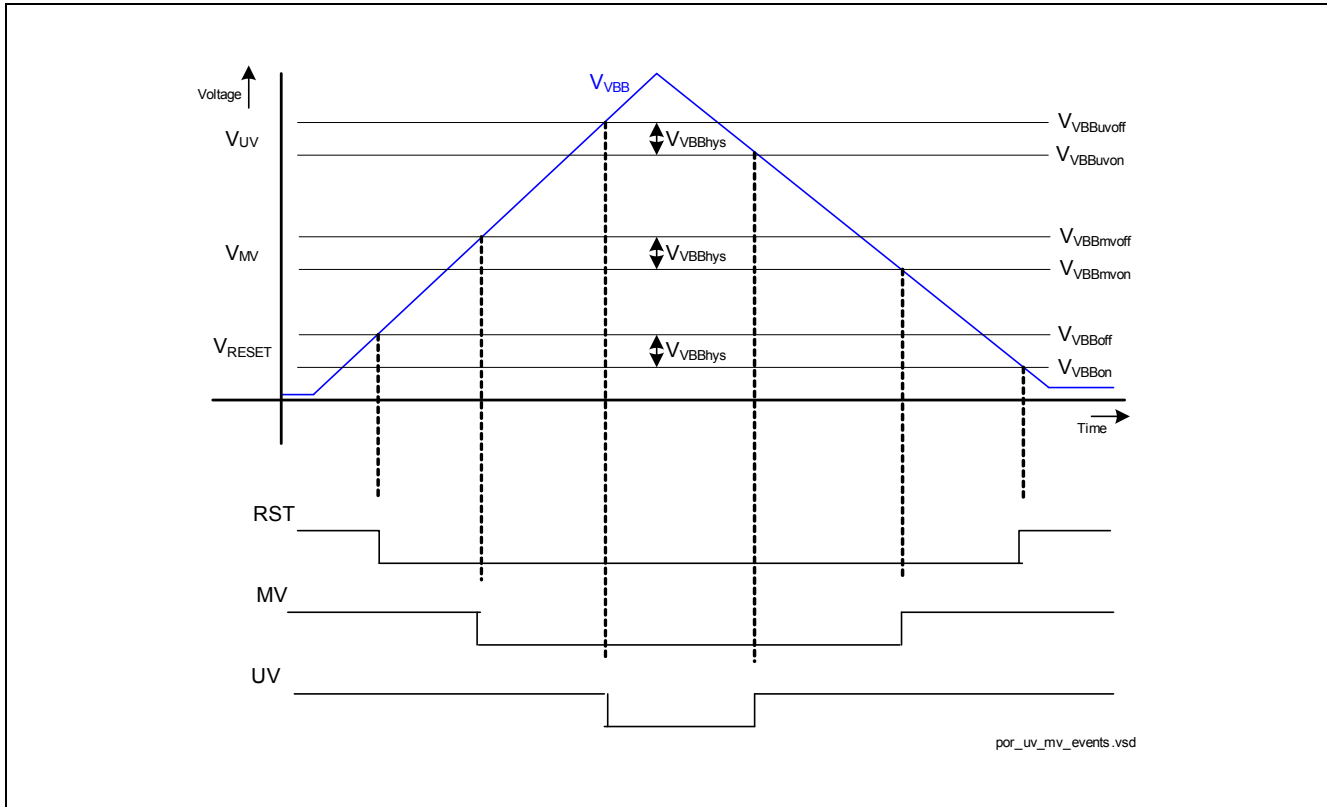 Voltage
V_VBB
V_UV
V_VBBhys
V_VBBuvoff
V_VBBuvon
V_MV
V_VBBhys
V_VBBmvoff
V_VBBmvon
V_RESET
V_VBBhys
V_VBBoff
V_VBBon
Time
RST
MV
UV
por_uv_mv_events.vsd